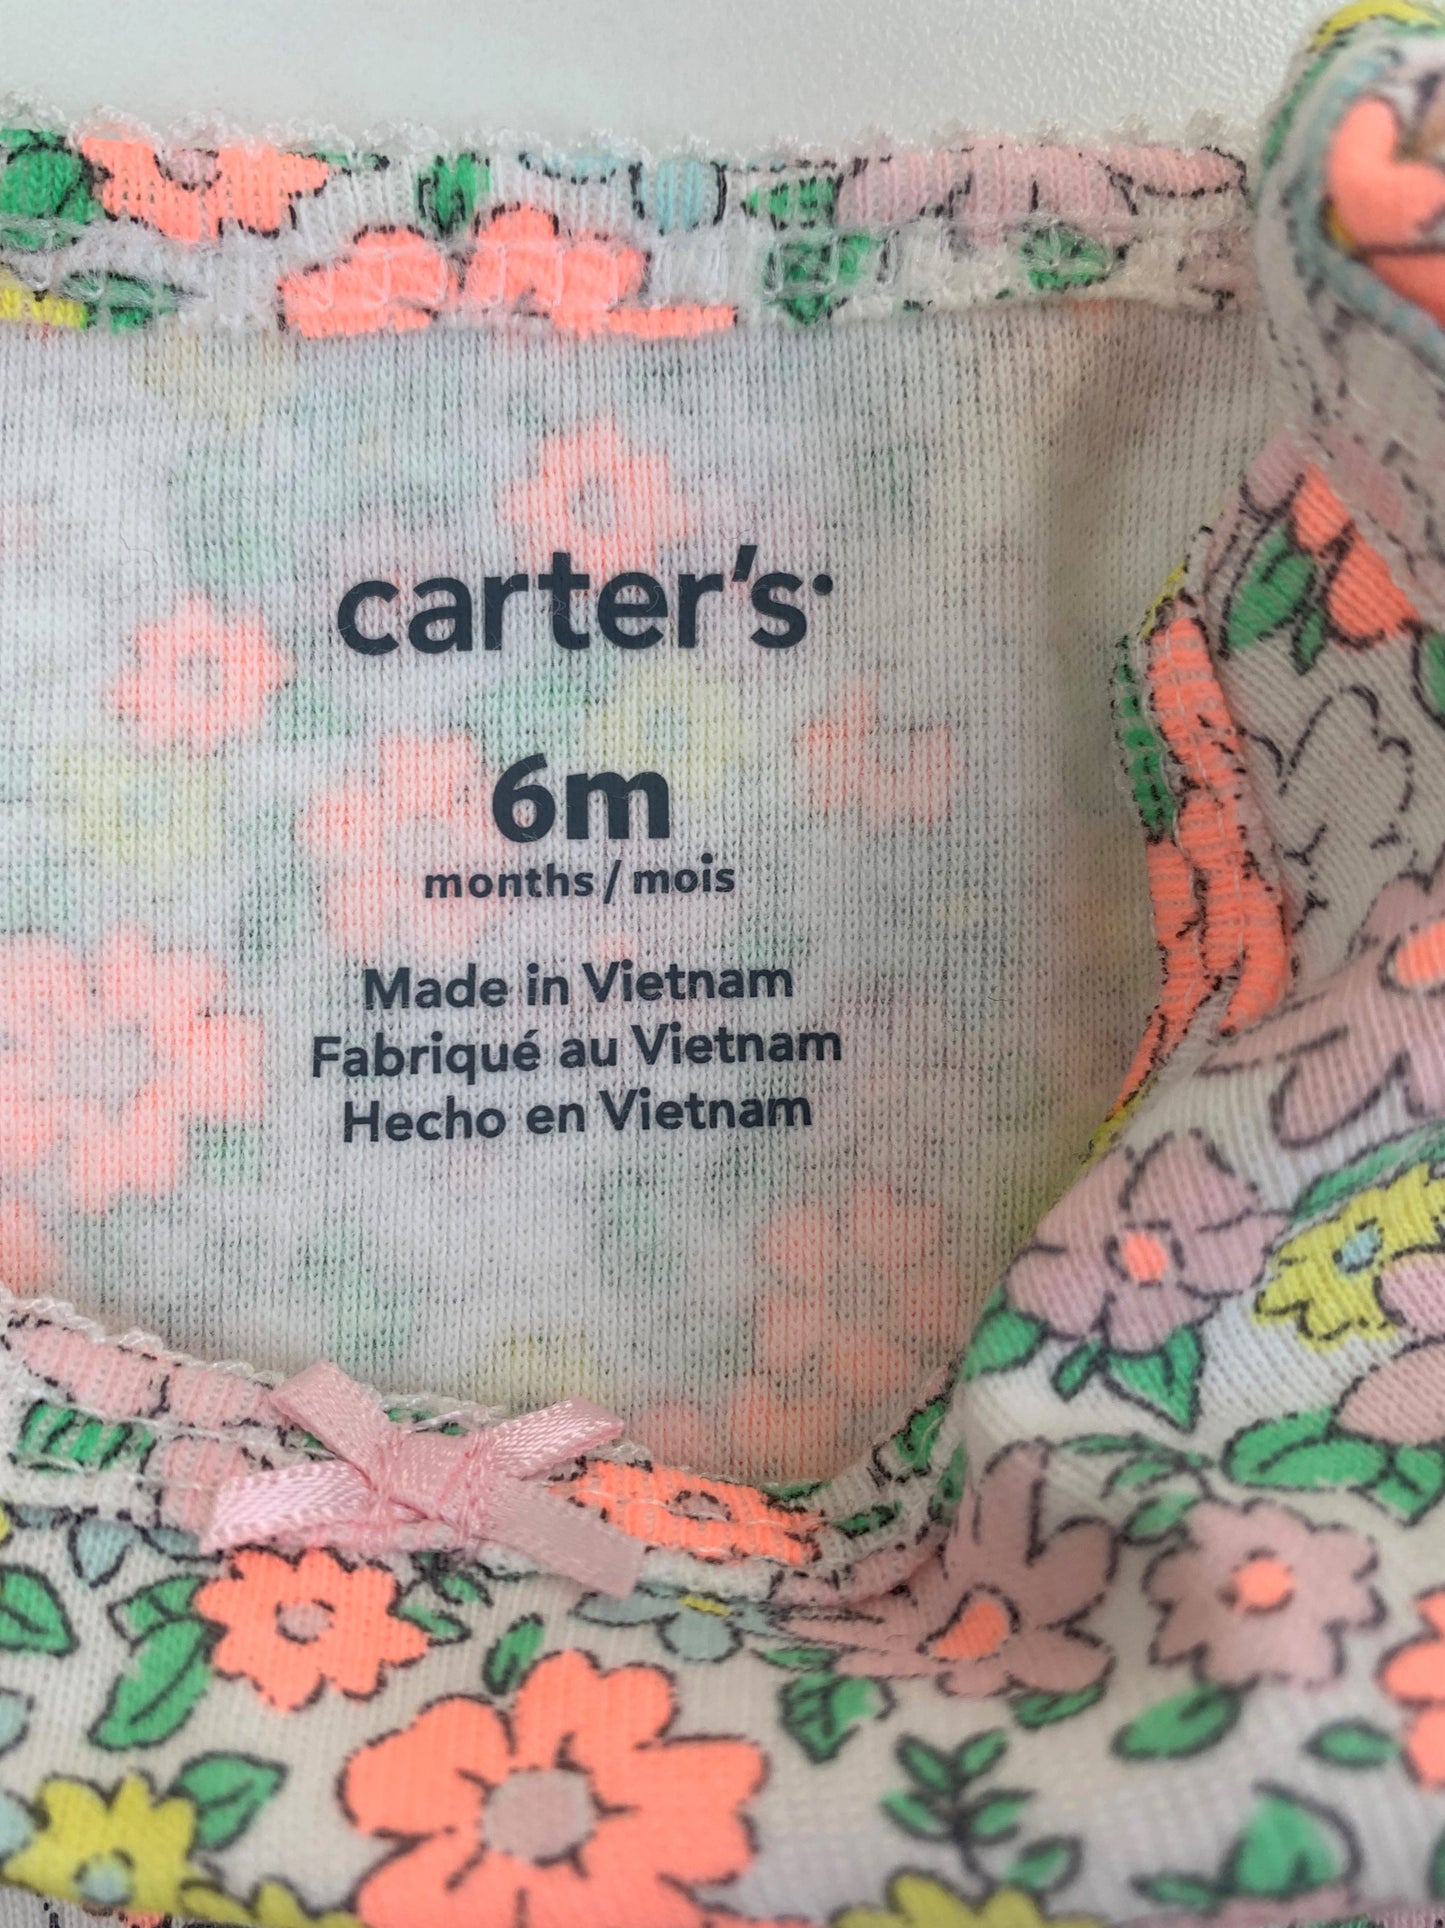 carter's
6m
months / mois
Made in Vietnam
Fabriqué au Vietnam
Hecho en Vietnam